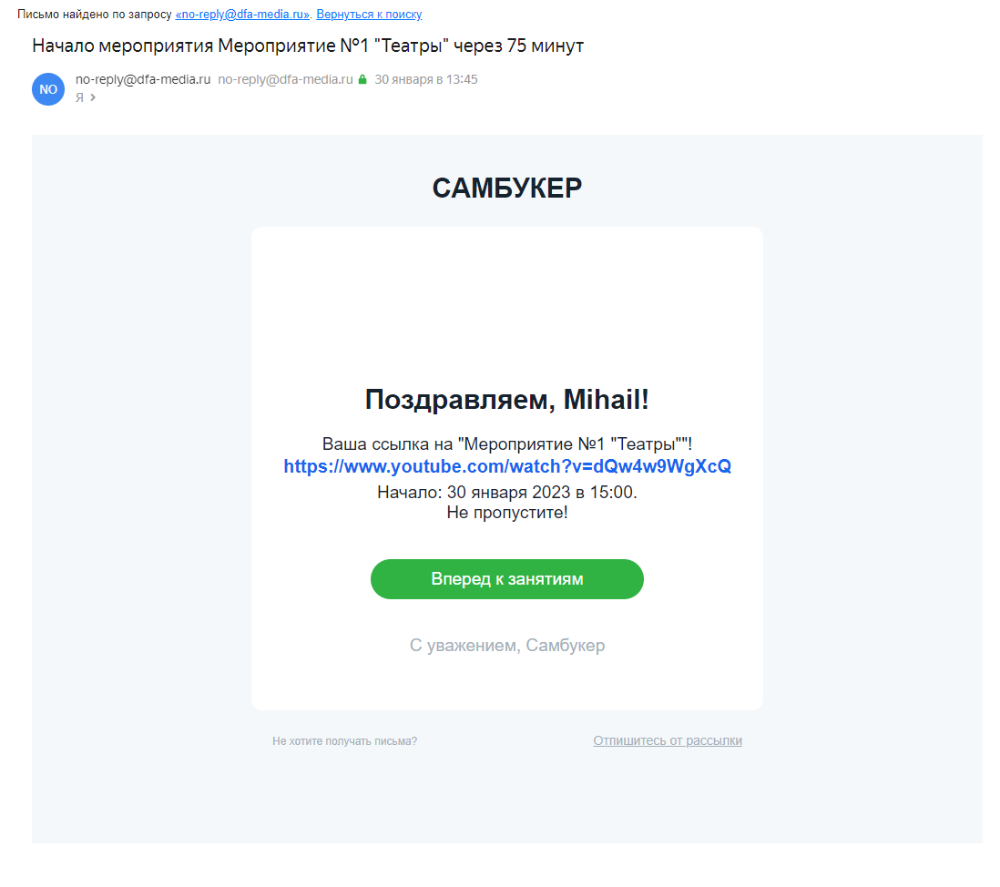 Письмо найдено по запросу «no-reply@dfa-media.ru». Вернуться к поиску
Начало мероприятия Мероприятие №1 "Театры" через 75 минут
no-reply@dfa-media.ru no-reply@dfa-media.ru 30 января в 13:45
NO
Я >
САМБУКЕР
Поздравляем, Mihail!
Ваша ссылка на "Мероприятие №1 "Театры""!
https://www.youtube.com/watch?v=dQw4w9WgXcQ
Начало: 30 января 2023 в 15:00.
Не пропустите!
Вперед к занятиям
С уважением, Самбукер
Не хотите получать письма? Отпишитесь от рассылки